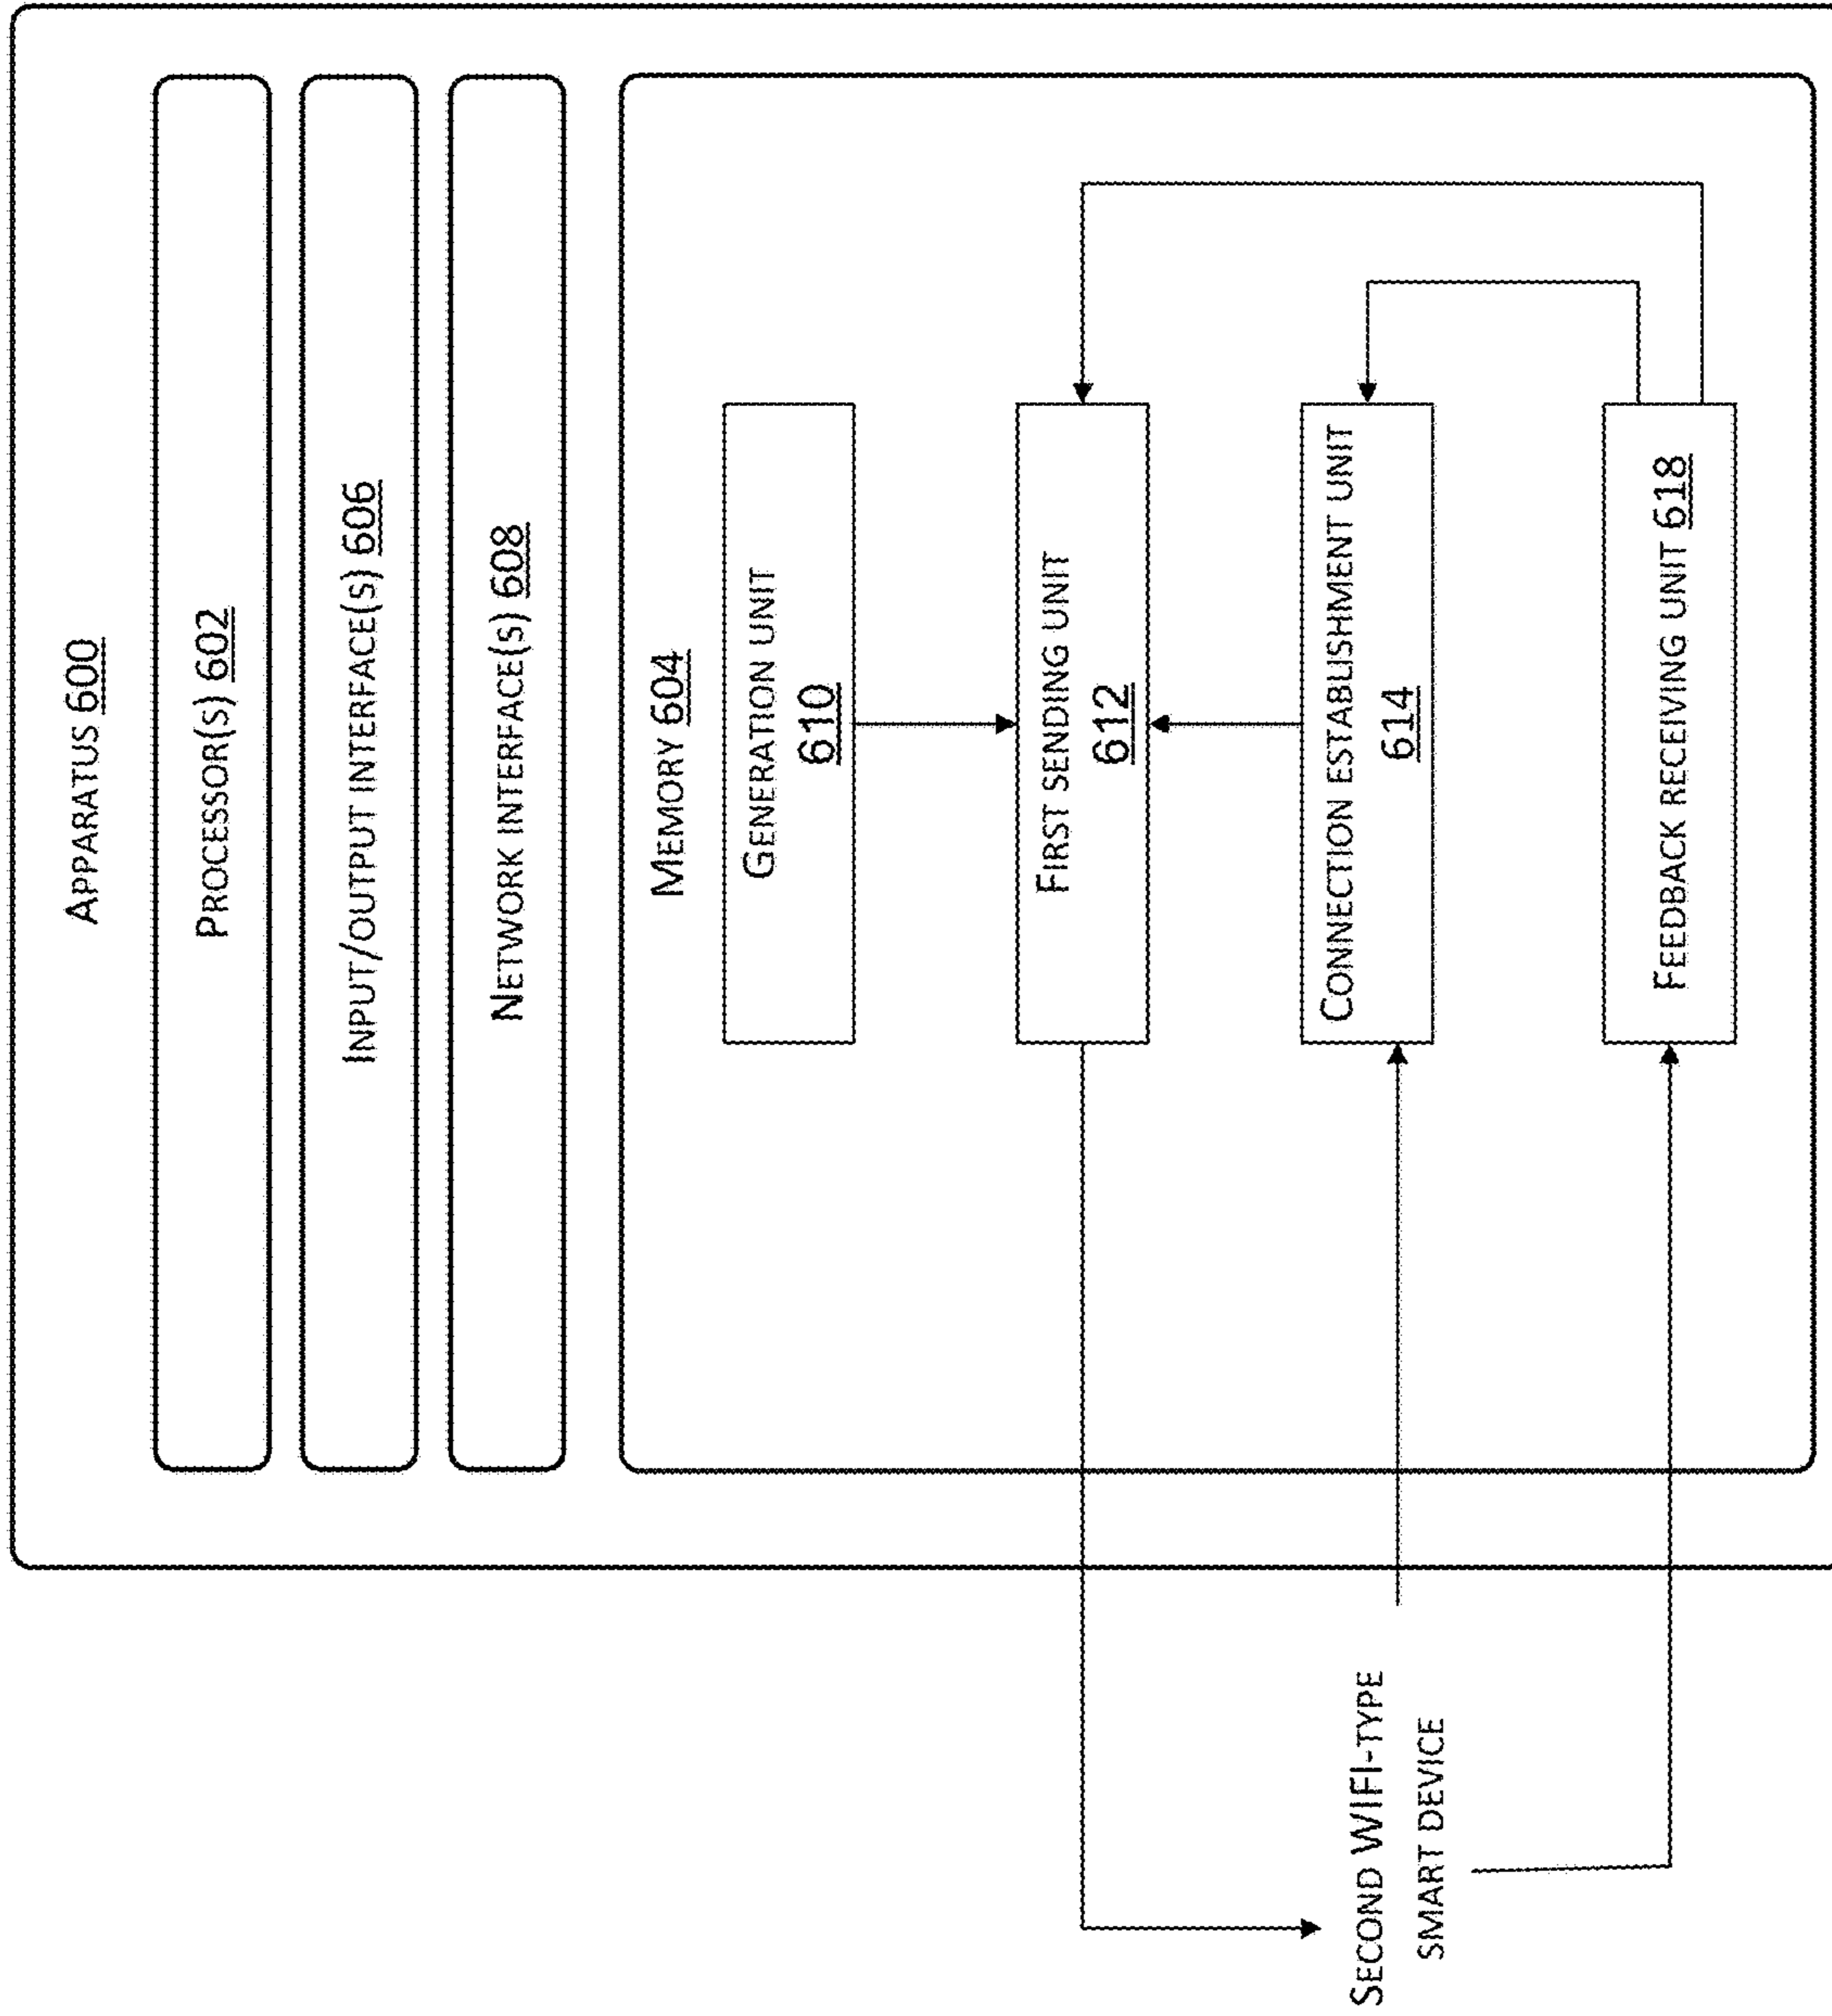 APPARATUS 600
PROCESSOR(S) 602
INPUT/OUTPUT INTERFACE(S) 606
NETWORK INTERFACE(S) 608
MEMORY 604
GENERATION UNIT
610
FIRST SENDING UNIT
612
CONNECTION ESTABLISHMENT UNIT
614
FEEDBACK RECEIVING UNIT 618
SECOND WIFI-TYPE
SMART DEVICE